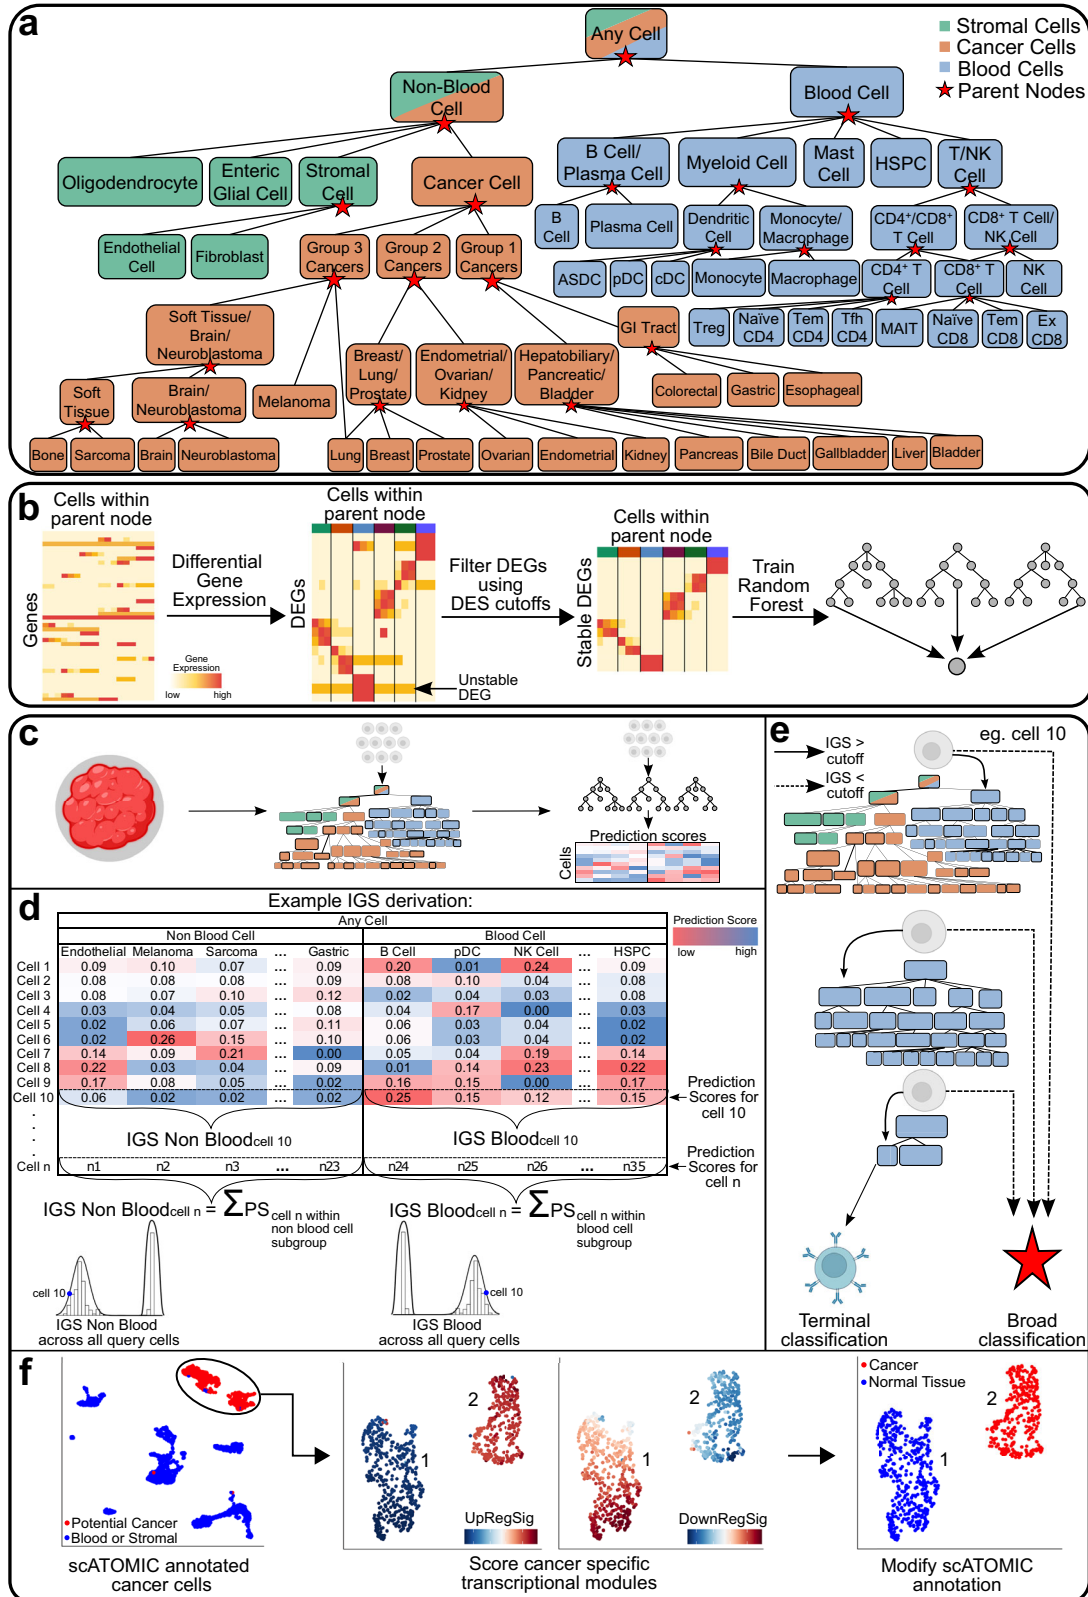 a
Any Cell
Stromal Cells
Cancer Cells
Blood Cells
Parent Nodes
Non-Blood
Cell
Blood Cell
Oligodendrocyte
Enteric
Glial Cell
Stromal
Cell
Cancer Cell
B Cell/
Plasma Cell
Myeloid Cell
Mast
Cell
HSPC
T/NK
Cell
Endothelial
Cell
Fibroblast
Group 3
Cancers
Group 2
Cancers
Group 1
Cancers
B
Cell
Plasma Cell
Dendritic
Cell
Monocyte/
Macrophage
CD4⁺/CD8⁺
T Cell
CD8⁺ T Cell/
NK Cell
ASDC
pDC
cDC
Monocyte
Macrophage
CD4⁺ T
Cell
CD8⁺ T
Cell
NK
Cell
Soft Tissue/
Brain/
Neuroblastoma
GI Tract
Treg
Naïve
CD4
Tem
CD4
Tfh
CD4
MAIT
Naïve
CD8
Tem
CD8
Ex
CD8
Soft
Tissue
Brain/
Neuroblastoma
Melanoma
Breast/
Lung/
Prostate
Endometrial/
Ovarian/
Kidney
Hepatobiliary/
Pancreatic/
Bladder
Colorectal
Gastric
Esophageal
Bone
Sarcoma
Brain
Neuroblastoma
Lung
Breast
Prostate
Ovarian
Endometrial
Kidney
Pancreas
Bile Duct
Gallbladder
Liver
Bladder
b
Cells within
parent node
Genes
Differential
Gene
Expression
Gene
Expression
low high
Cells within
parent node
DEGs
Unstable
DEG
Filter DEGs
using
DES cutoffs
Cells within
parent node
Stable DEGs
Train
Random
Forest
c
Prediction scores
Cells
d
Example IGS derivation:
Any Cell
Non Blood Cell Blood Cell
Endothelial Melanoma Sarcoma ... Gastric B Cell pDC NK Cell ... HSPC
Cell 1 0.09 0.10 0.07 ... 0.09 0.20 0.01 0.24 ... 0.09
Cell 2 0.08 0.08 0.08 ... 0.09 0.08 0.10 0.04 ... 0.08
Cell 3 0.08 0.07 0.10 ... 0.12 0.02 0.04 0.03 ... 0.08
Cell 4 0.03 0.04 0.05 ... 0.08 0.04 0.17 0.00 ... 0.03
Cell 5 0.02 0.06 0.07 ... 0.11 0.06 0.03 0.04 ... 0.02
Cell 6 0.02 0.26 0.15 ... 0.10 0.06 0.03 0.04 ... 0.02
Cell 7 0.14 0.09 0.21 ... 0.00 0.05 0.04 0.19 ... 0.14
Cell 8 0.22 0.03 0.04 ... 0.09 0.01 0.14 0.23 ... 0.22
Cell 9 0.17 0.08 0.05 ... 0.02 0.16 0.15 0.00 ... 0.17
Cell 10 0.06 0.02 0.02 ... 0.02 0.25 0.15 0.12 ... 0.15
Prediction Score
low high
Prediction
Scores for
cell 10
IGS Non Blood cell 10
IGS Blood cell 10
Cell n n1 n2 n3 ... n23 n24 n25 n26 ... n35
Prediction
Scores for
cell n
IGS Non Blood cell n = ΣPS cell n within
non blood cell
subgroup
IGS Blood cell n = ΣPS cell n within
blood cell
subgroup
cell 10
IGS Non Blood
across all query cells
cell 10
IGS Blood
across all query cells
e
eg. cell 10
IGS >
cutoff
IGS <
cutoff
Terminal
classification
Broad
classification
f
Potential Cancer
Blood or Stromal
scATOMIC annotated
cancer cells
2
1
UpRegSig
2
1
DownRegSig
Score cancer specific
transcriptional modules
Cancer
Normal Tissue
2
1
Modify scATOMIC
annotation